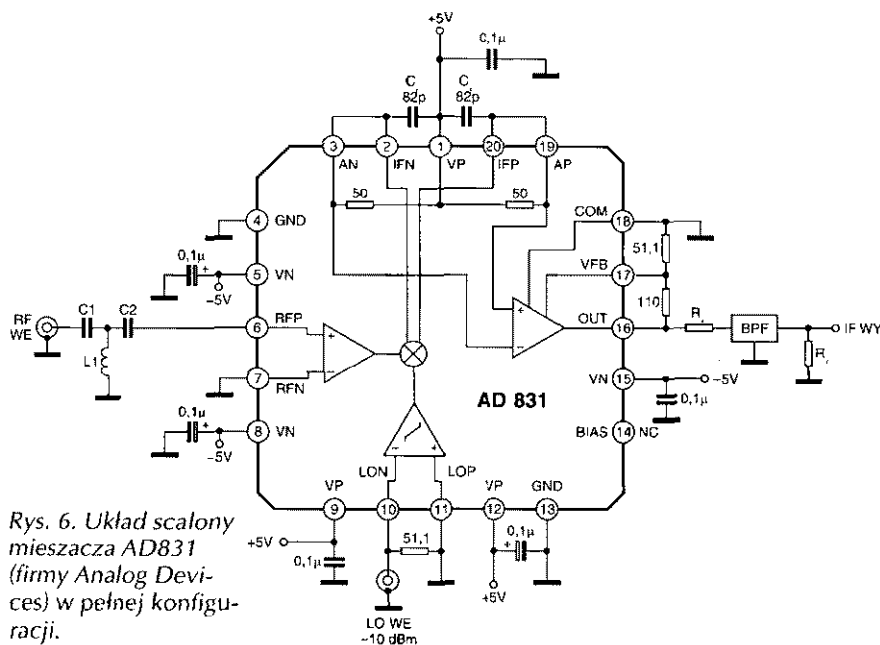 +5V
0,1µ
C
82p
C
82p
3
2
1
20
19
AN
IFN
VP
IFP
AP
50
50
4
GND
COM
18
51,1
0,1µ
+
5
VN
-5V
VFB
17
110
RF
WE
C1
C2
L1
6
RFP
+
-
7
RFN
+
-
OUT
16
R
BPF
IF WY
R
AD 831
VN
15
-5V
0,1µ
0,1µ
+
8
VN
-5V
BIAS
14
NC
LON
LOP
VP
VP
GND
9
10
11
12
13
+5V
0,1µ
51,1
+
0,1µ
+5V
LO WE
-10 dBm
Rys. 6. Układ scalony
mieszacza AD831
(firmy Analog Devi-
ces) w pełnej konfigu-
racji.